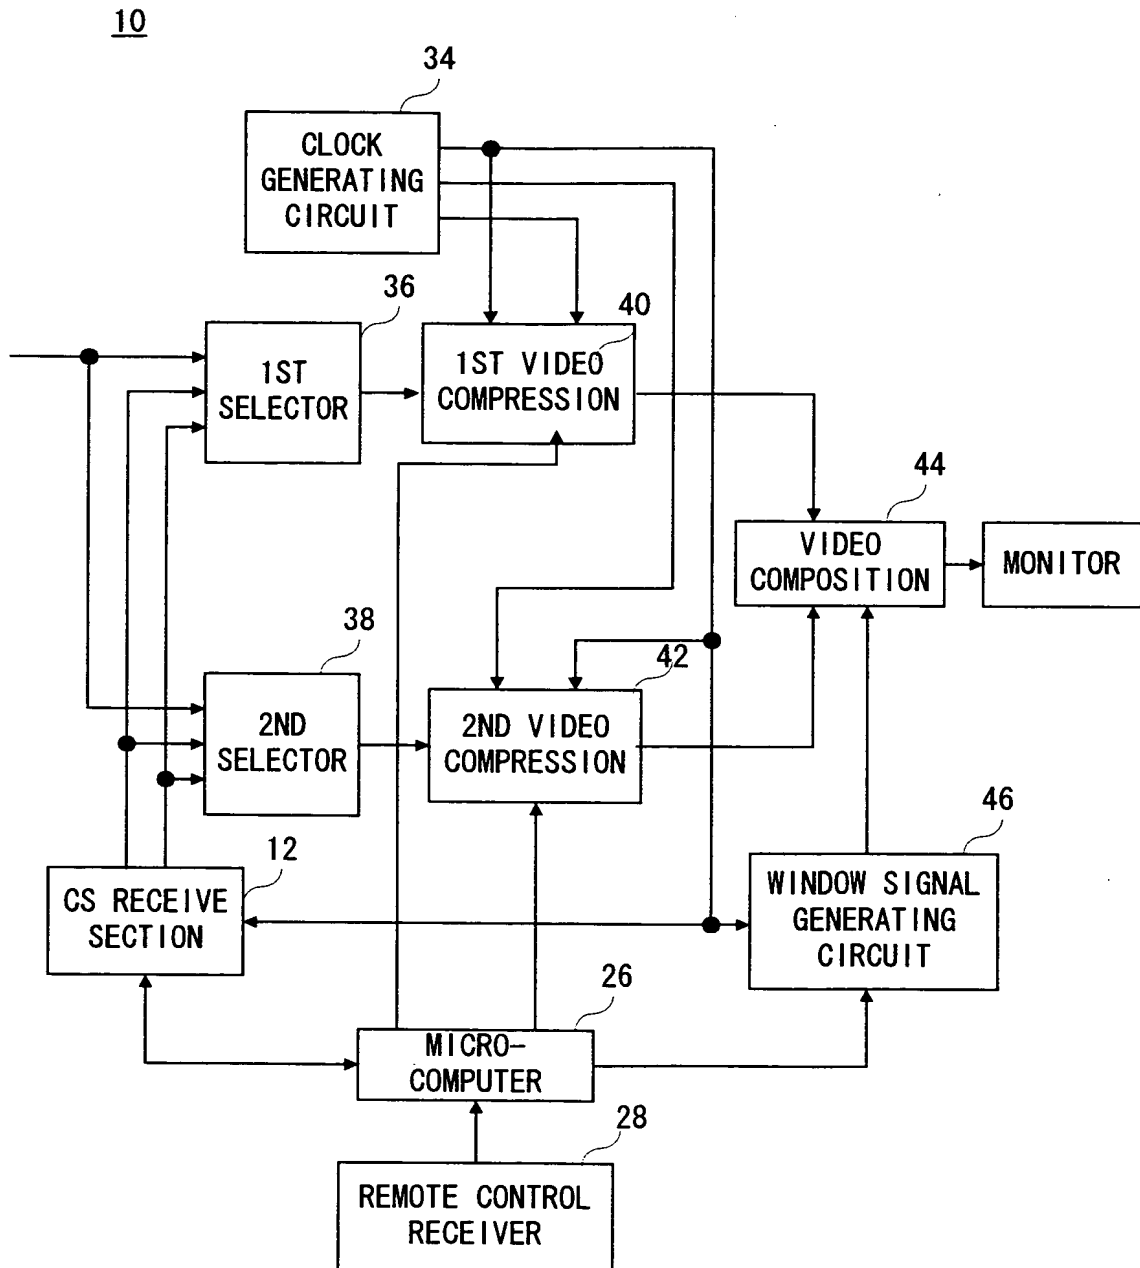 10
34
CLOCK
GENERATING
CIRCUIT
36
40
1ST
SELECTOR
1ST VIDEO
COMPRESSION
44
VIDEO
COMPOSITION
MONITOR
38
42
2ND
SELECTOR
2ND VIDEO
COMPRESSION
12
46
CS RECEIVE
SECTION
WINDOW SIGNAL
GENERATING
CIRCUIT
26
MICRO-
COMPUTER
28
REMOTE CONTROL
RECEIVER